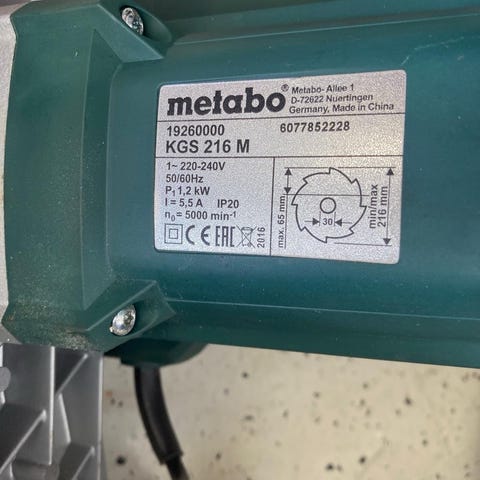 metabo®
Metabo-Allee 1
D-72622 Nuertingen
Germany, Made in China
19260000
6077852228
KGS 216 M
1~ 220-240V
50/60Hz
P₁ 1,2 kW
I = 5,5 A IP20
n₀ = 5000 min⁻¹
CE EAC 2016
max. 65 mm
30
min/max
216 mm